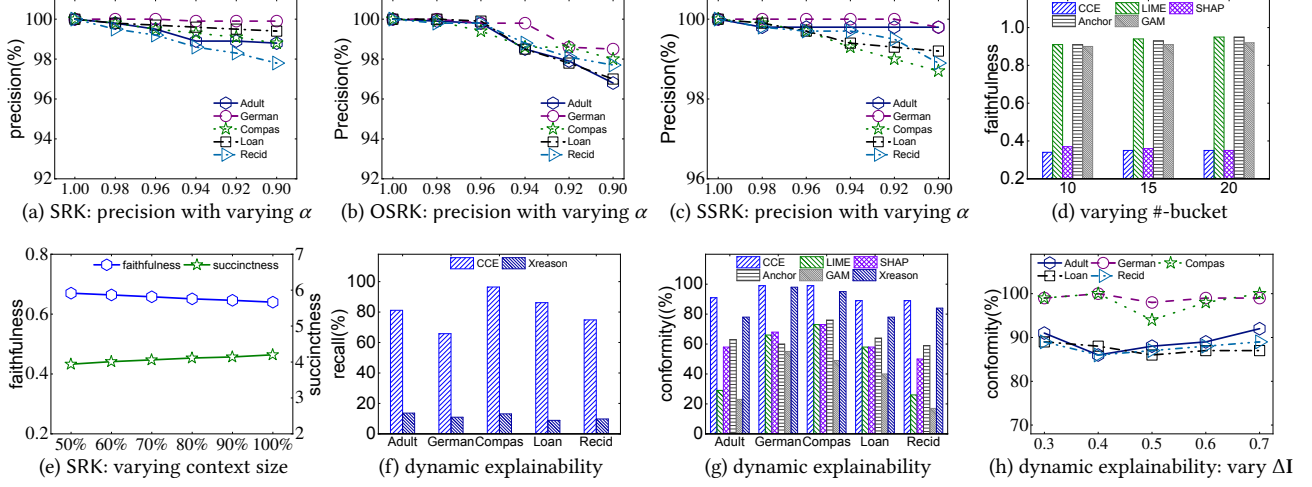 100
98
96
94
92
precision(%)
Adult
German
Compas
Loan
Recid
1.00 0.98 0.96 0.94 0.92 0.90
(a) SRK: precision with varying α
100
98
96
94
92
Precision(%)
Adult
German
Compas
Loan
Recid
1.00 0.98 0.96 0.94 0.92 0.90
(b) OSRK: precision with varying α
100
98
96
Precision(%)
Adult
German
Compas
Loan
Recid
1.00 0.98 0.96 0.94 0.92 0.90
(c) SSRK: precision with varying α
CCE LIME SHAP
Anchor GAM
1.0
0.8
0.6
0.4
0.2
faithfulness
10 15 20
(d) varying #-bucket
0.8
0.6
0.4
0.2
faithfulness
faithfulness succinctness
7
6
5
4
3
2
succinctness
50% 60% 70% 80% 90% 100%
(e) SRK: varying context size
CCE Xreason
100
80
60
40
20
0
recall(%)
Adult German Compas Loan Recid
(f) dynamic explainability
CCE LIME SHAP
Anchor GAM Xreason
100
80
60
40
20
0
conformity((%)
Adult German Compas Loan Recid
(g) dynamic explainability
Adult German Compas
Loan Recid
100
90
80
70
conformity(%)
0.3 0.4 0.5 0.6 0.7
(h) dynamic explainability: vary ΔI